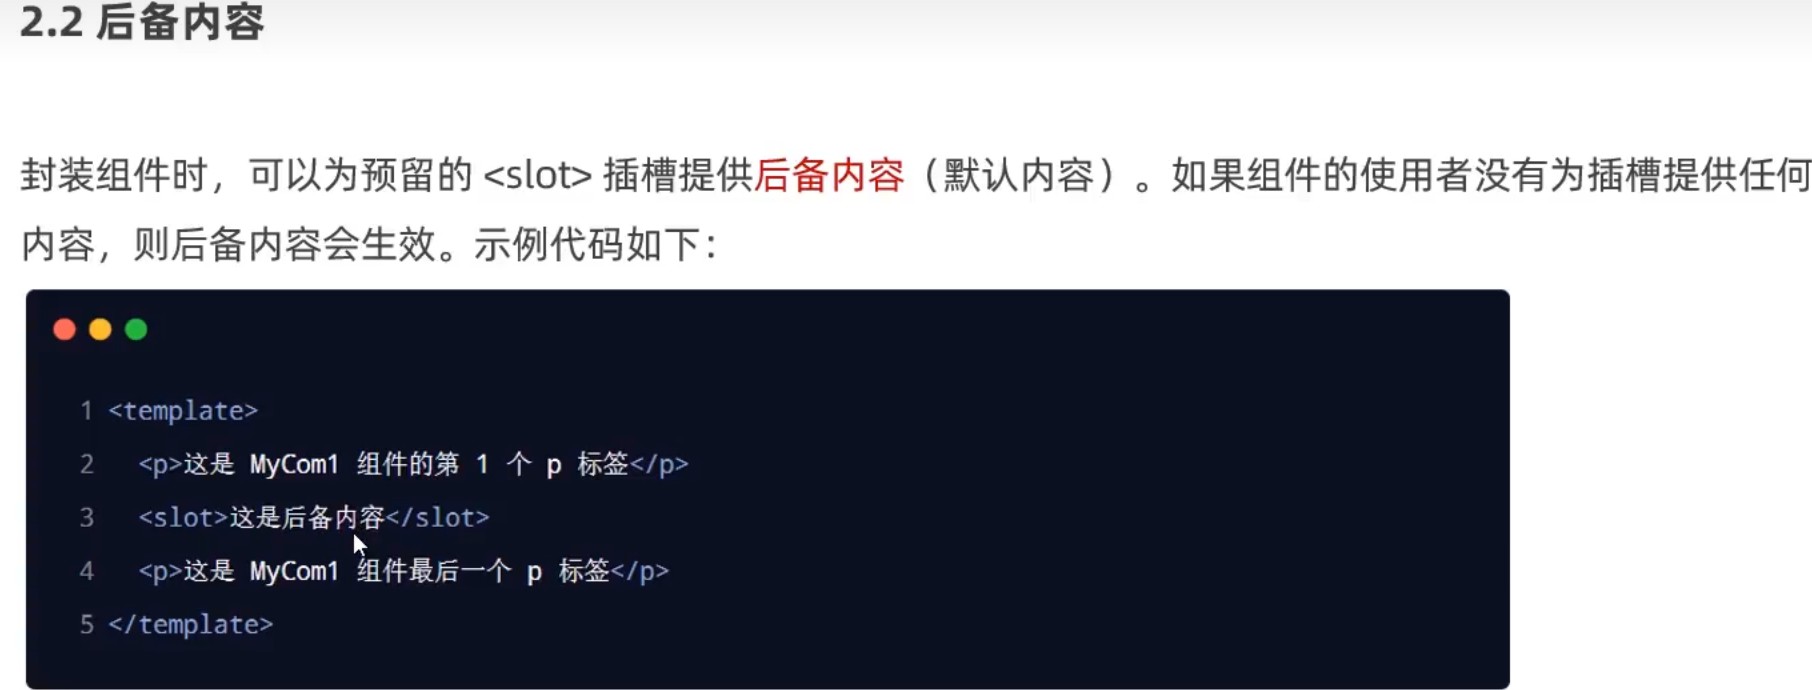 2.2 后备内容
封装组件时，可以为预留的 <slot> 插槽提供后备内容（默认内容）。如果组件的使用者没有为插槽提供任何
内容，则后备内容会生效。示例代码如下：
1 <template>
2   <p>这是 MyCom1 组件的第 1 个 p 标签</p>
3   <slot>这是后备内容</slot>
4   <p>这是 MyCom1 组件最后一个 p 标签</p>
5 </template>